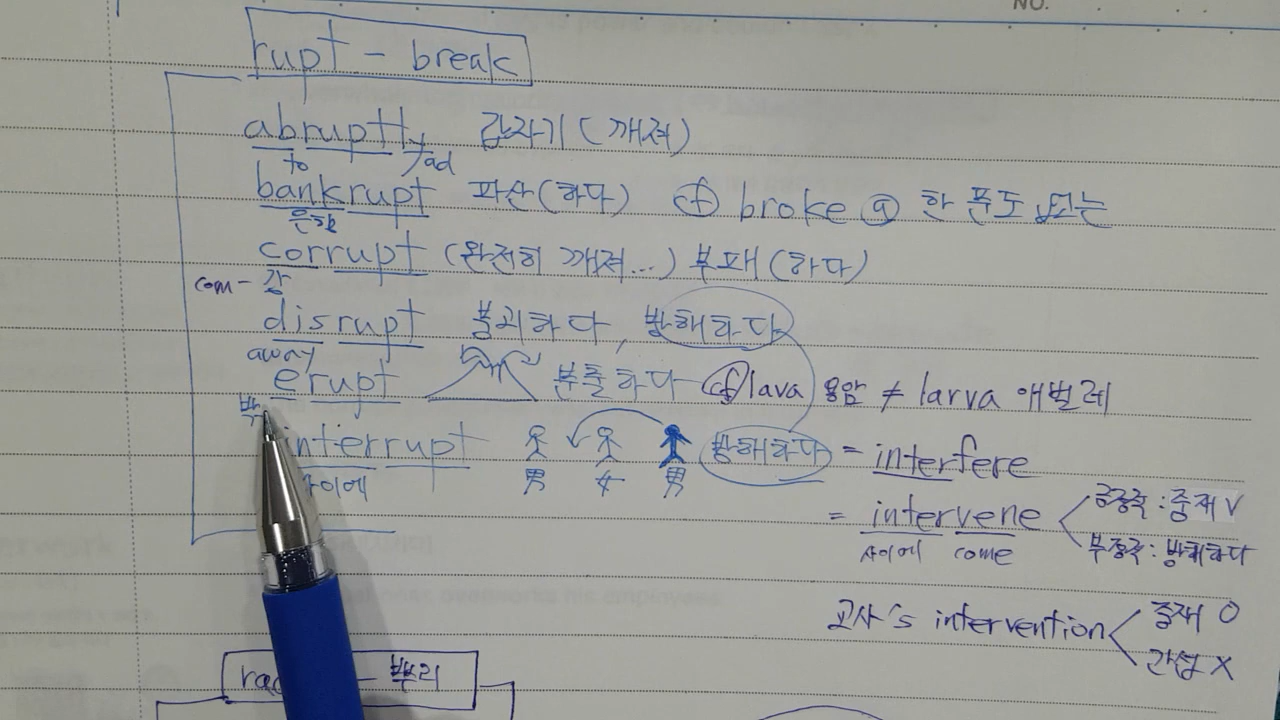 NO.
rupt - break
abruptly 갑자기 (깨져)
to ad
bankrupt 파산(하다) cf broke ⓐ 한 푼도 없는
은행
corrupt (완전히 깨져...) 부패(하다)
com - 강
disrupt 붕괴하다, 방해하다
away
erupt 분출하다 cf lava 용암 ≠ larva 애벌레
interrupt 방해하다 = interfere
사이에 男 女 男
= intervene 긍정적 : 중재 V
사이에 come 부정적 : 방해하다
교사's intervention 중재 O
간섭 X
- 뿌리